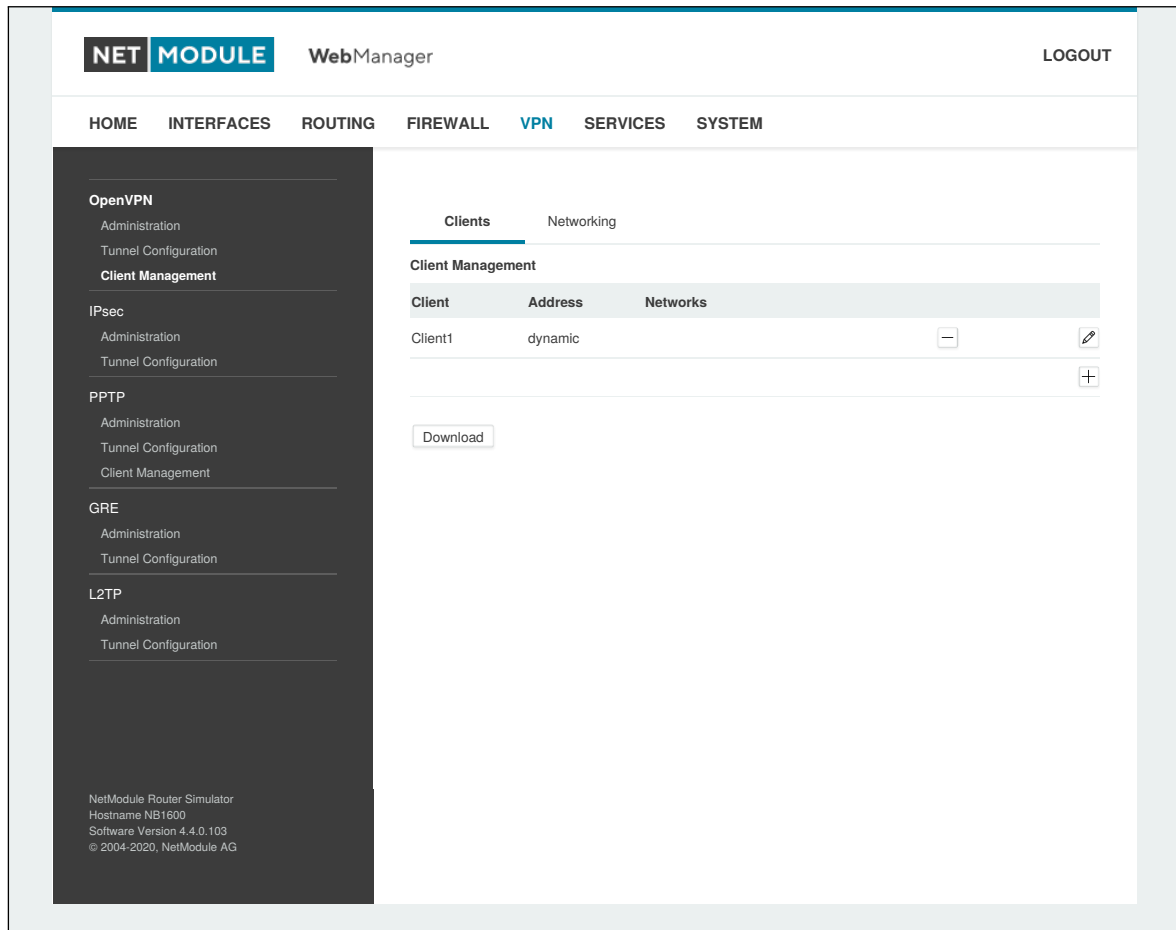 NET MODULE WebManager LOGOUT
HOME INTERFACES ROUTING FIREWALL VPN SERVICES SYSTEM
OpenVPN
Administration
Tunnel Configuration
Client Management
IPsec
Administration
Tunnel Configuration
PPTP
Administration
Tunnel Configuration
Client Management
GRE
Administration
Tunnel Configuration
L2TP
Administration
Tunnel Configuration
NetModule Router Simulator
Hostname NB1600
Software Version 4.4.0.103
© 2004-2020, NetModule AG
Clients Networking
Client Management
Client Address Networks
Client1 dynamic
Download